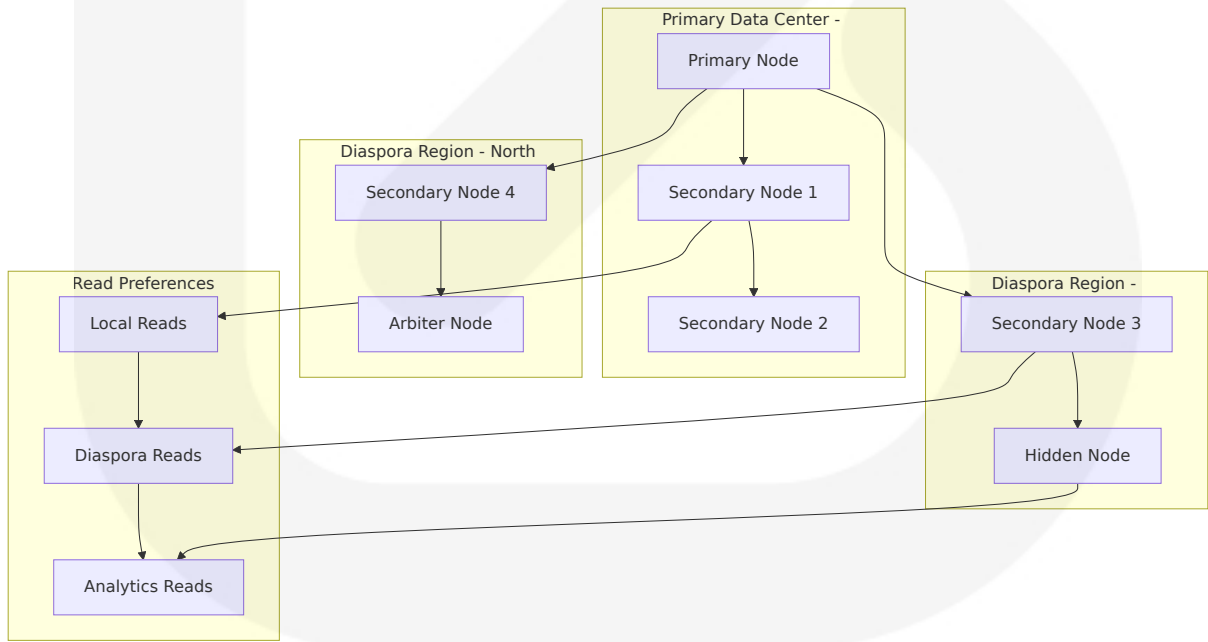 Primary Data Center -
Primary Node
Diaspora Region - North
Secondary Node 4
Secondary Node 1
Read Preferences
Diaspora Region -
Local Reads
Arbiter Node
Secondary Node 2
Secondary Node 3
Diaspora Reads
Hidden Node
Analytics Reads